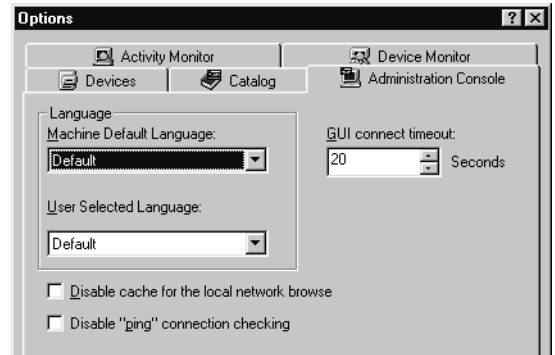 Options
Activity Monitor
Device Monitor
Devices
Catalog
Administration Console
Language
Machine Default Language:
Default
User Selected Language:
Default
GUI connect timeout:
20 Seconds
Disable cache for the local network browse
Disable "ping" connection checking